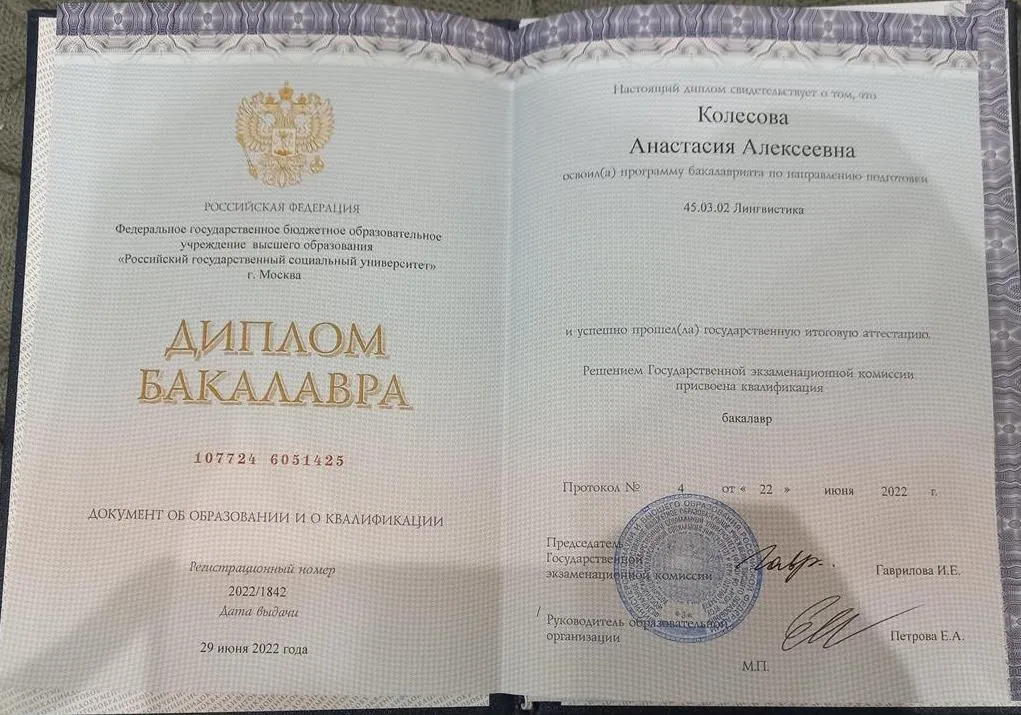 РОССИЙСКАЯ ФЕДЕРАЦИЯ
Федеральное государственное бюджетное образовательное
учреждение высшего образования
«Российский государственный социальный университет»
г. Москва
ДИПЛОМ
БАКАЛАВРА
107724 6051425
ДОКУМЕНТ ОБ ОБРАЗОВАНИИ И О КВАЛИФИКАЦИИ
Регистрационный номер
2022/1842
Дата выдачи
29 июня 2022 года
Настоящий диплом свидетельствует о том, что
Колесова
Анастасия Алексеевна
освоил(а) программу бакалавриата по направлению подготовки
45.03.02 Лингвистика
и успешно прошел(ла) государственную итоговую аттестацию.
Решением Государственной экзаменационной комиссии
присвоена квалификация
бакалавр
Протокол № 4 от « 22 » июня 2022 г.
Председатель
Государственной
экзаменационной комиссии
Гаврилова И.Е.
Руководитель образовательной
организации
Петрова Е.А.
М.П.